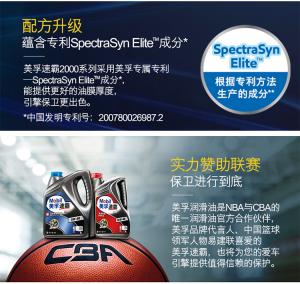 配方升级
蕴含专利SpectraSyn Elite™成分*
美孚速霸2000系列采用美孚专属专利
—SpectraSyn Elite™成分*,
能提供更好的油膜厚度,
引擎保卫更出色。
*中国发明专利号：200780026987.2
SpectraSyn
Elite™
根据专利方法
生产的成分**
实力赞助联赛
保卫进行到底
美孚润滑油是NBA与CBA的
唯一润滑油官方合作伙伴，
美孚品牌代言人、中国篮球
领军人物易建联喜爱的
美孚速霸，也将为您的爱车
引擎提供值得信赖的保护。
Mobil
美孚速霸
CBA